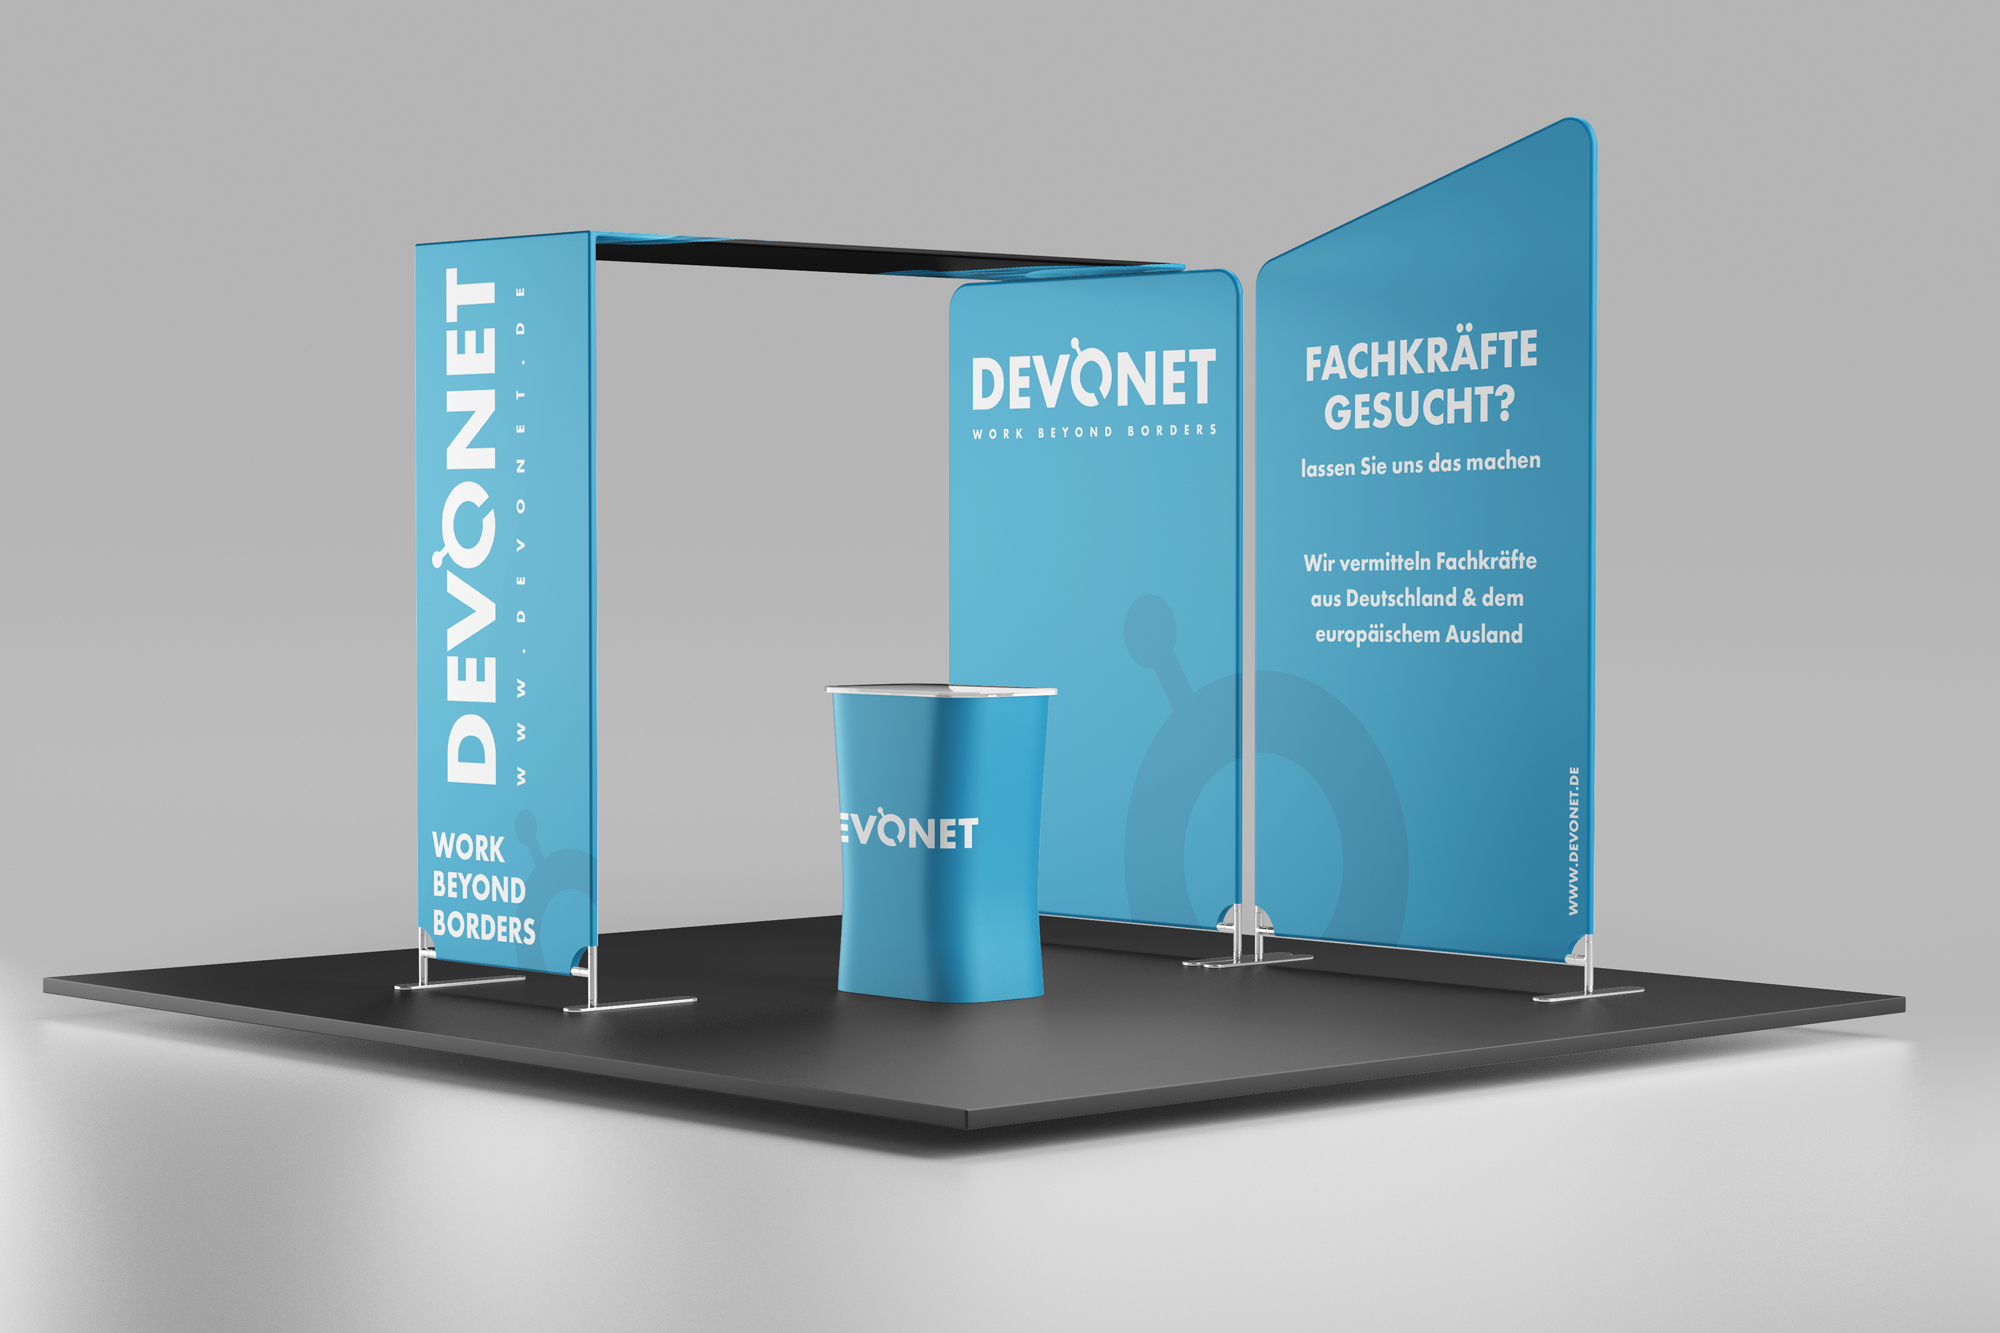 DEVONET
WWW.DEVONET.DE
WORK
BEYOND
BORDERS
EVONET
DEVONET
WORK BEYOND BORDERS
FACHKRÄFTE
GESUCHT?
lassen Sie uns das machen
Wir vermitteln Fachkräfte
aus Deutschland & dem
europäischem Ausland
WWW.DEVONET.DE